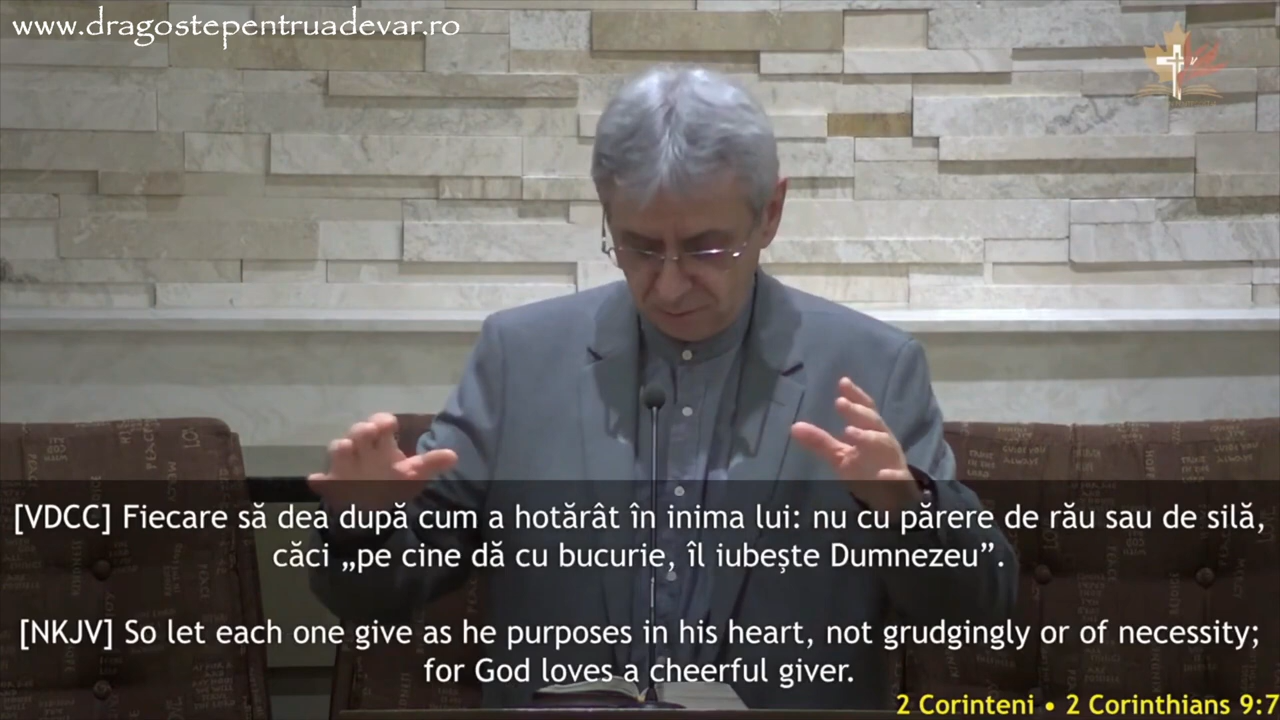 www.dragostepentruadevar.ro
[VDCC] Fiecare să dea după cum a hotărât în inima lui: nu cu părere de rău sau de silă,
căci „pe cine dă cu bucurie, îl iubește Dumnezeu”.
[NKJV] So let each one give as he purposes in his heart, not grudgingly or of necessity;
for God loves a cheerful giver.
2 Corinteni • 2 Corinthians 9:7